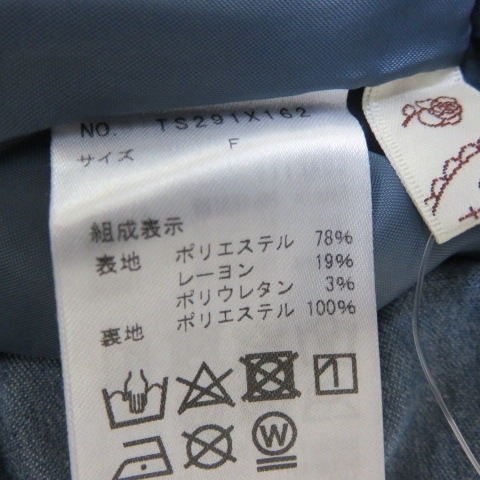 NO. TS291X162
サイズ F
組成表示
表地 ポリエステル 78%
レーヨン 19%
ポリウレタン 3%
裏地 ポリエステル 100%
W